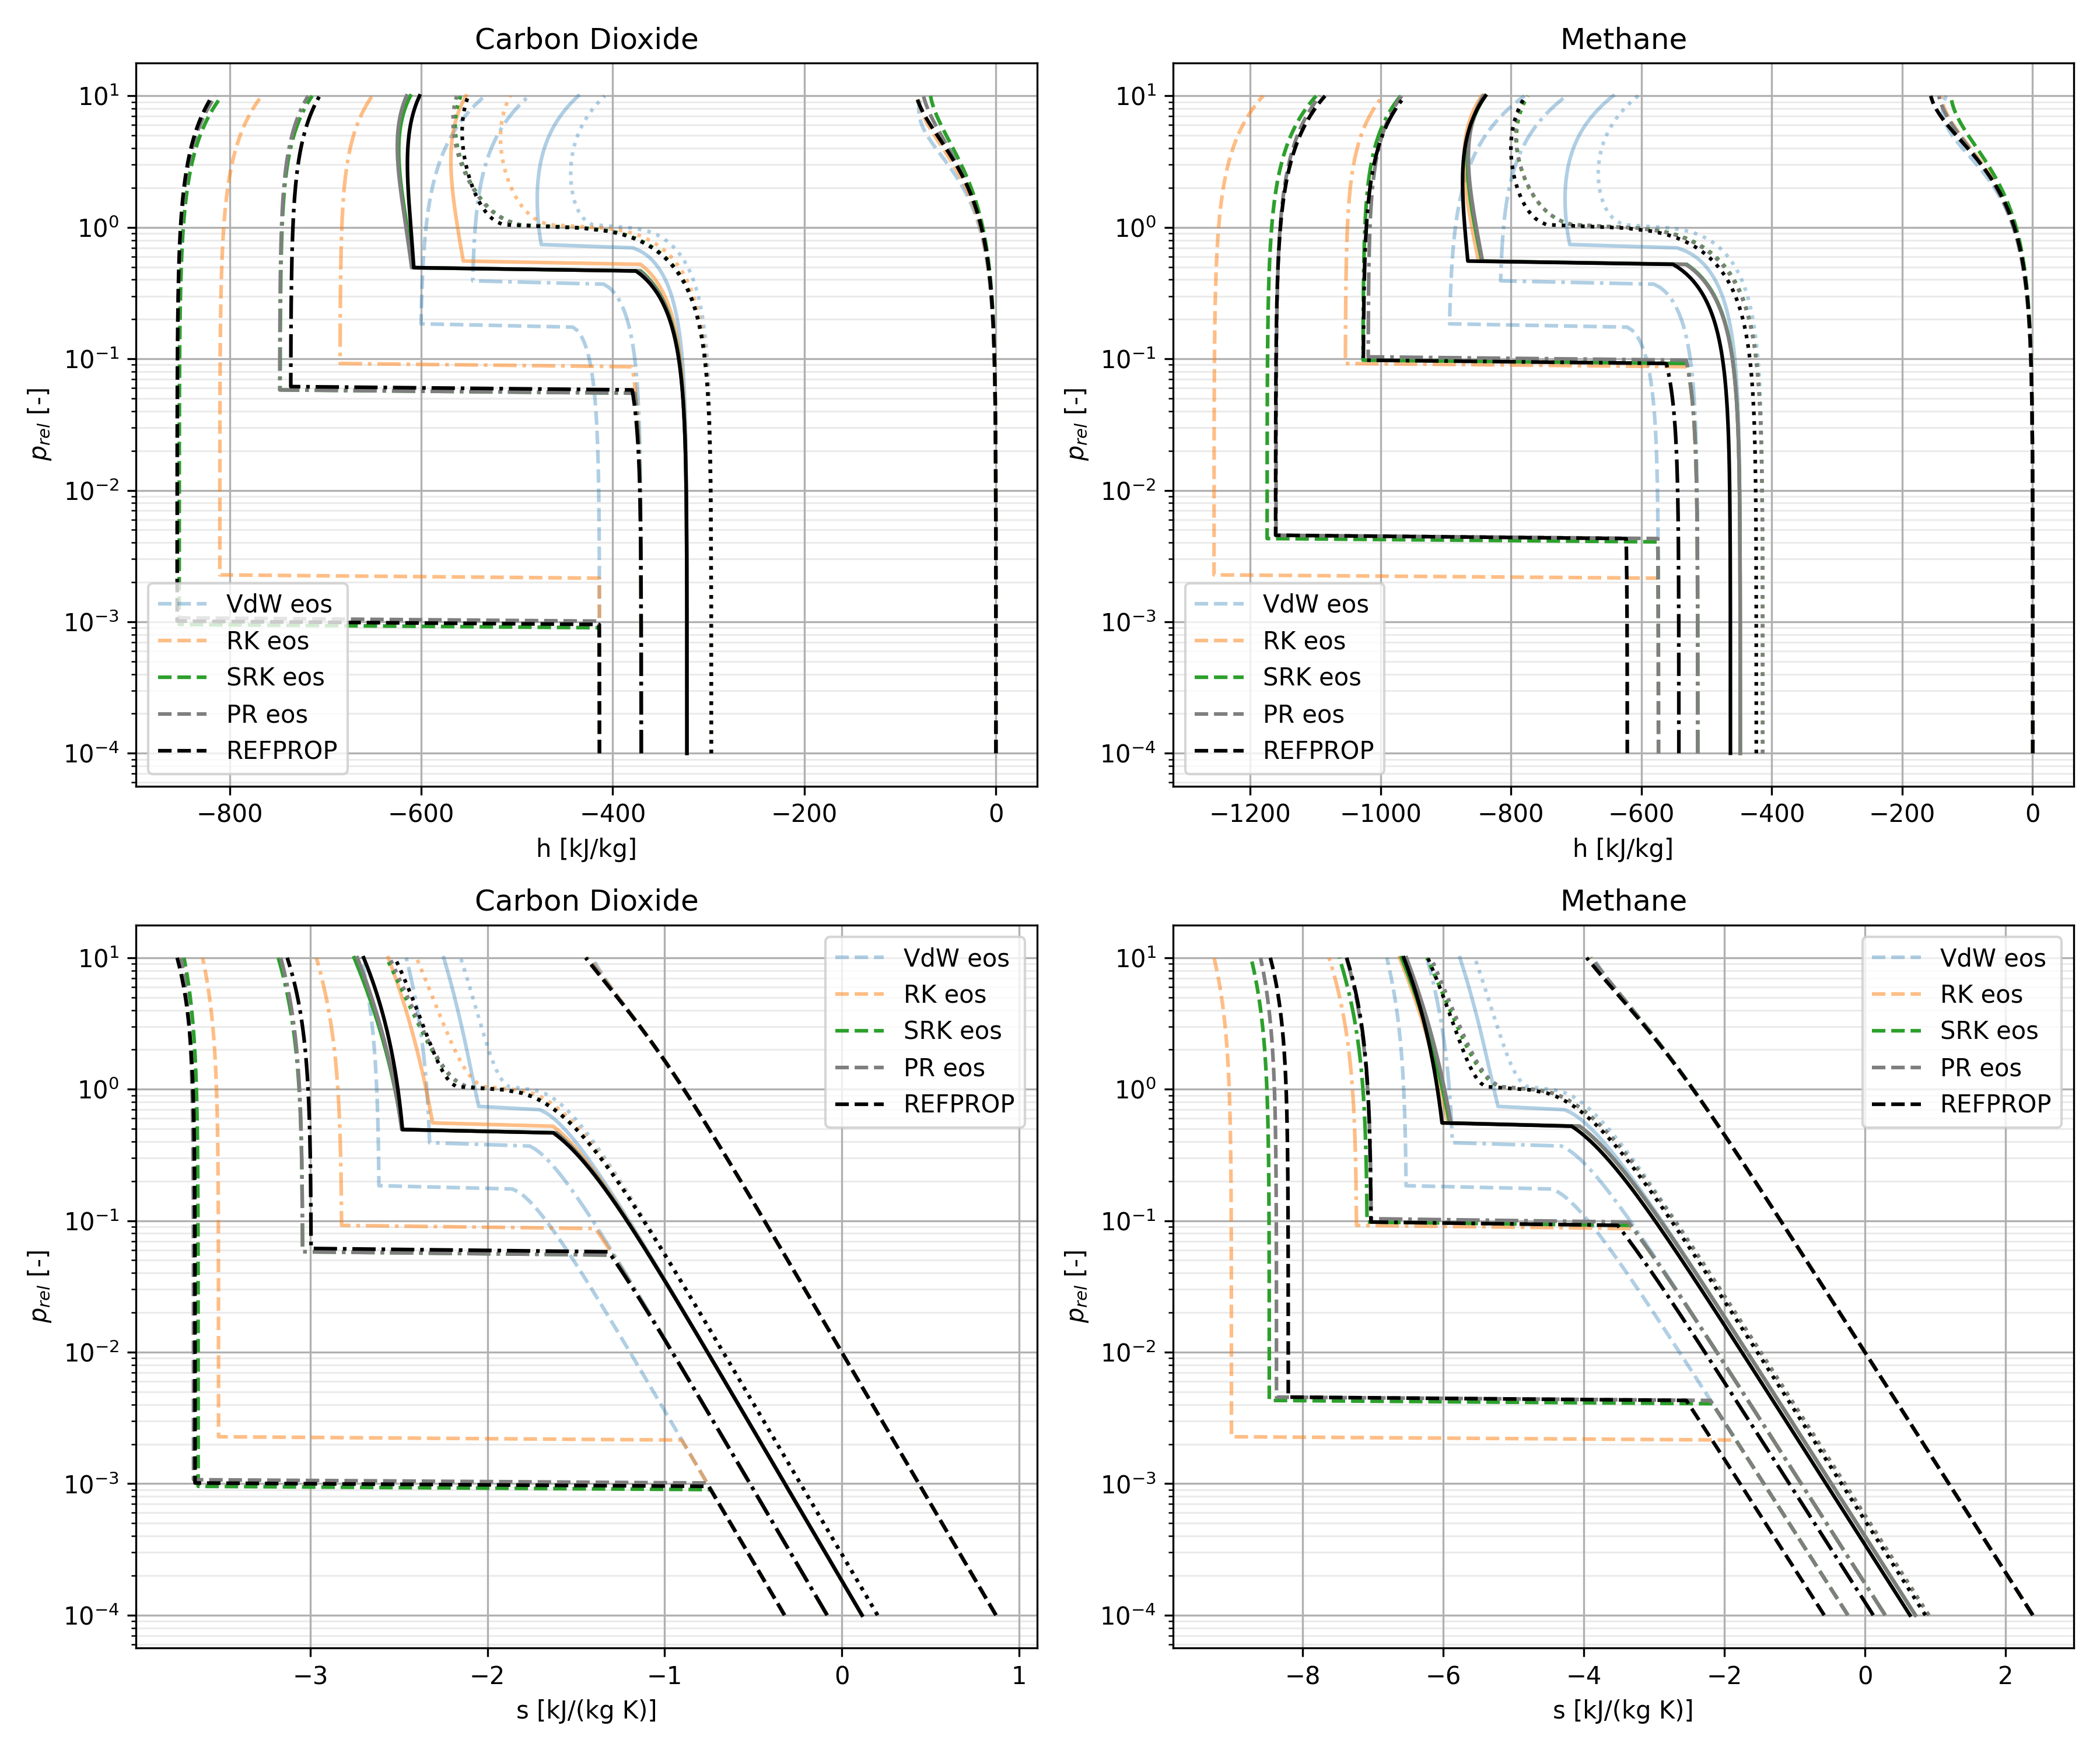 Carbon Dioxide
10¹
10⁰
10⁻¹
10⁻²
10⁻³
10⁻⁴
p_rel [-]
VdW eos
RK eos
SRK eos
PR eos
REFPROP
−800 −600 −400 −200 0
h [kJ/kg]
Methane
10¹
10⁰
10⁻¹
10⁻²
10⁻³
10⁻⁴
p_rel [-]
VdW eos
RK eos
SRK eos
PR eos
REFPROP
−1200 −1000 −800 −600 −400 −200 0
h [kJ/kg]
Carbon Dioxide
10¹
10⁰
10⁻¹
10⁻²
10⁻³
10⁻⁴
p_rel [-]
VdW eos
RK eos
SRK eos
PR eos
REFPROP
−3 −2 −1 0 1
s [kJ/(kg K)]
Methane
10¹
10⁰
10⁻¹
10⁻²
10⁻³
10⁻⁴
p_rel [-]
VdW eos
RK eos
SRK eos
PR eos
REFPROP
−8 −6 −4 −2 0 2
s [kJ/(kg K)]